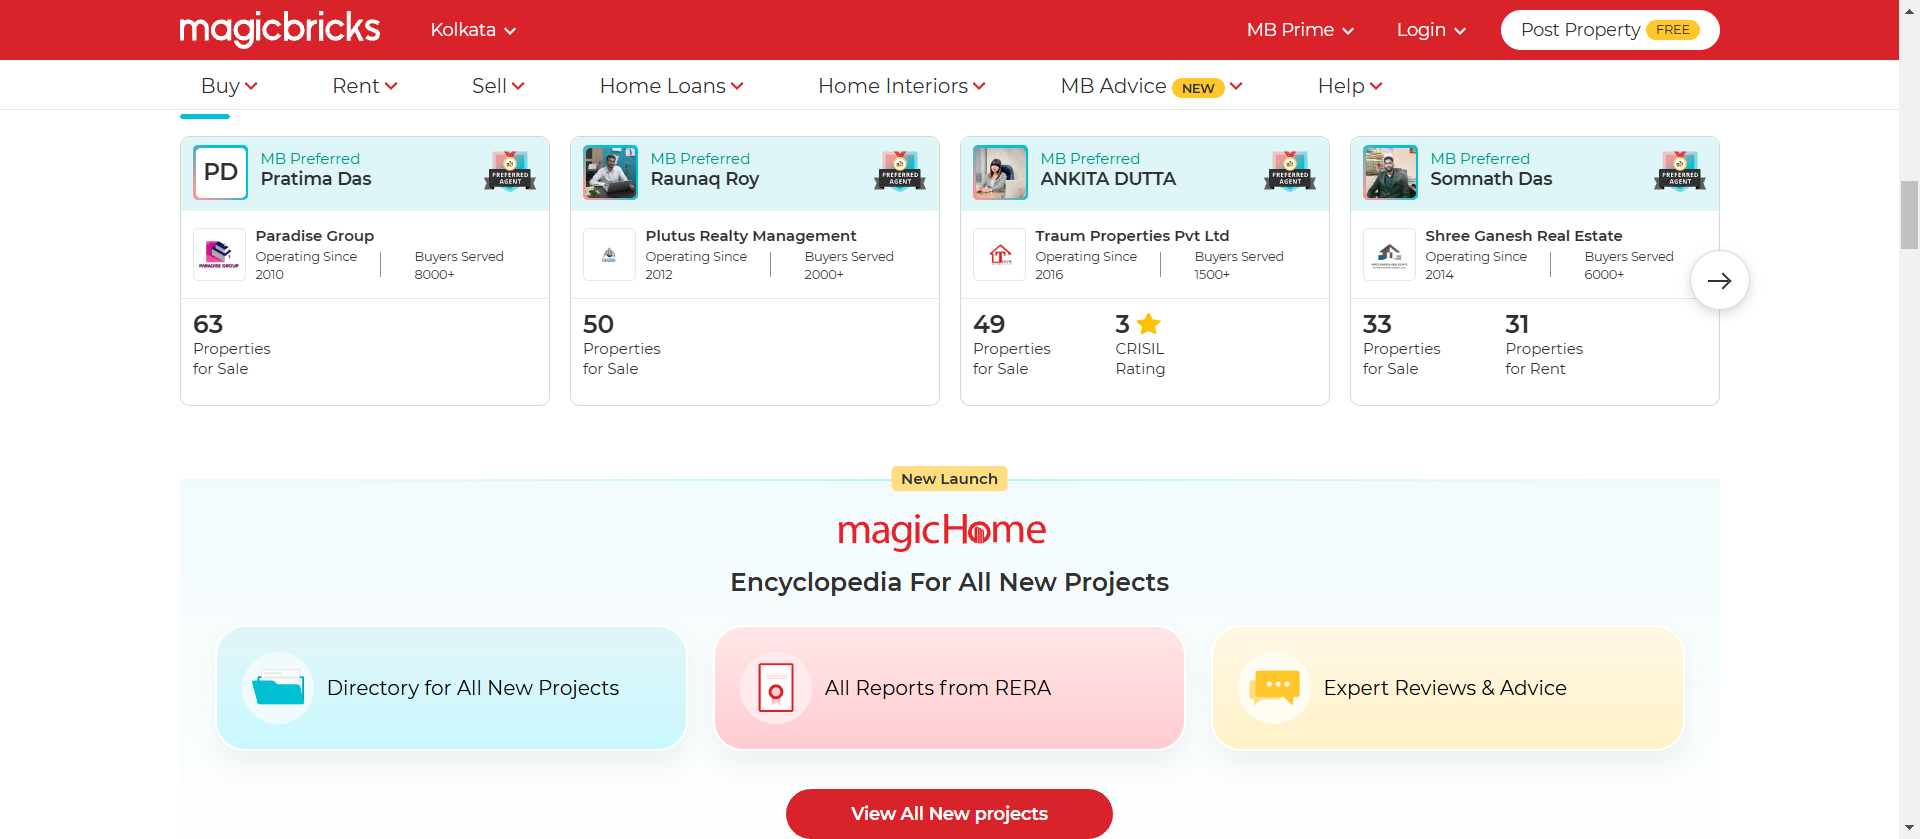 magicbricks Kolkata MB Prime Login Post Property FREE
Buy Rent Sell Home Loans Home Interiors MB Advice NEW Help
PD
MB Preferred
Pratima Das
PREFERRED
AGENT
PARADISE GROUP
Paradise Group
Operating Since
2010
Buyers Served
8000+
63
Properties
for Sale
MB Preferred
Raunaq Roy
PREFERRED
AGENT
Plutus Realty Management
Operating Since
2012
Buyers Served
2000+
50
Properties
for Sale
MB Preferred
ANKITA DUTTA
PREFERRED
AGENT
Traum Properties Pvt Ltd
Operating Since
2016
Buyers Served
1500+
49
Properties
for Sale
3
CRISIL
Rating
MB Preferred
Somnath Das
PREFERRED
AGENT
Shree Ganesh Real Estate
Operating Since
2014
Buyers Served
6000+
33
Properties
for Sale
31
Properties
for Rent
New Launch
magicHome
Encyclopedia For All New Projects
Directory for All New Projects
All Reports from RERA
Expert Reviews & Advice
View All New projects